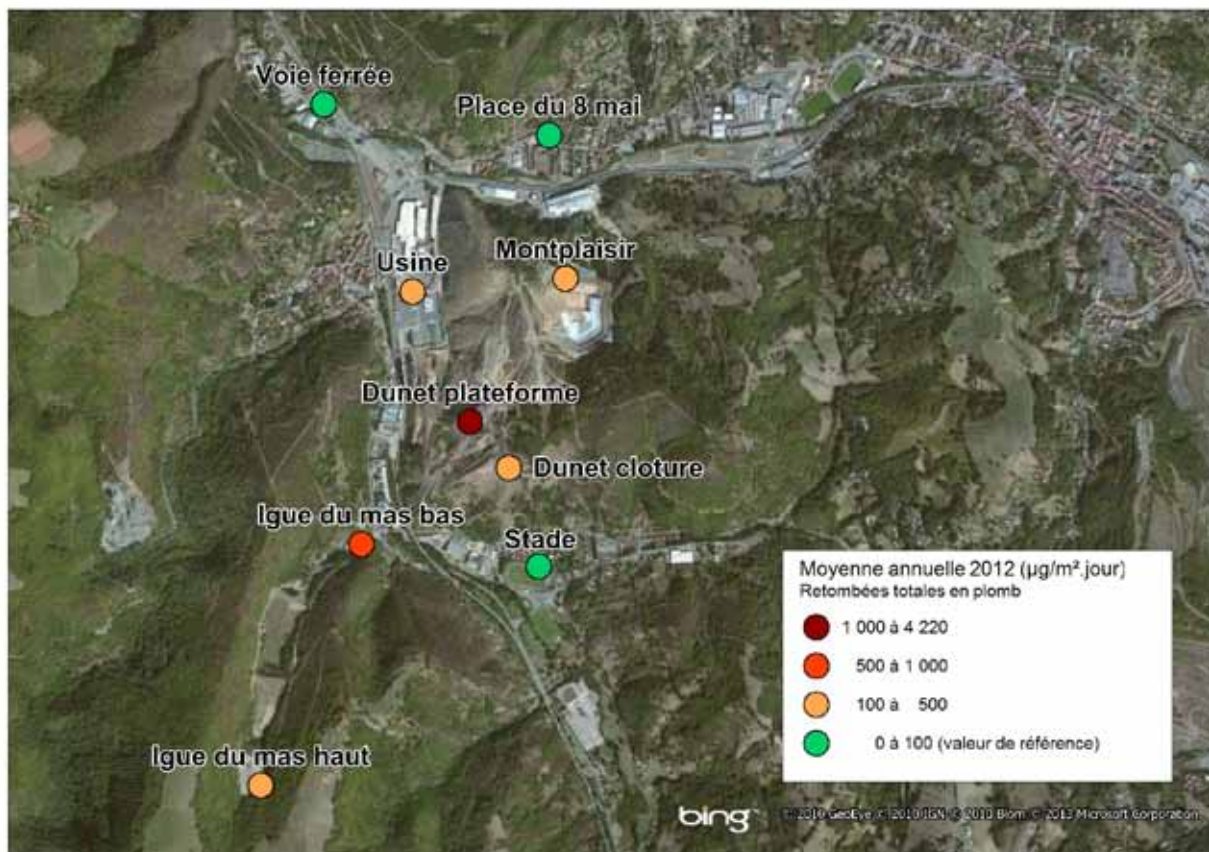 Voie ferrée
Place du 8 mai
Montplaisir
Usine
Dunet plateforme
Dunet cloture
Igue du mas bas
Stade
Igue du mas haut
Moyenne annuelle 2012 (µg/m².jour)
Retombées totales en plomb
1 000 à 4 220
500 à 1 000
100 à 500
0 à 100 (valeur de référence)
bing
© 2010 GeoEye © 2010 IGN © 2010 Blom © 2013 Microsoft Corporation